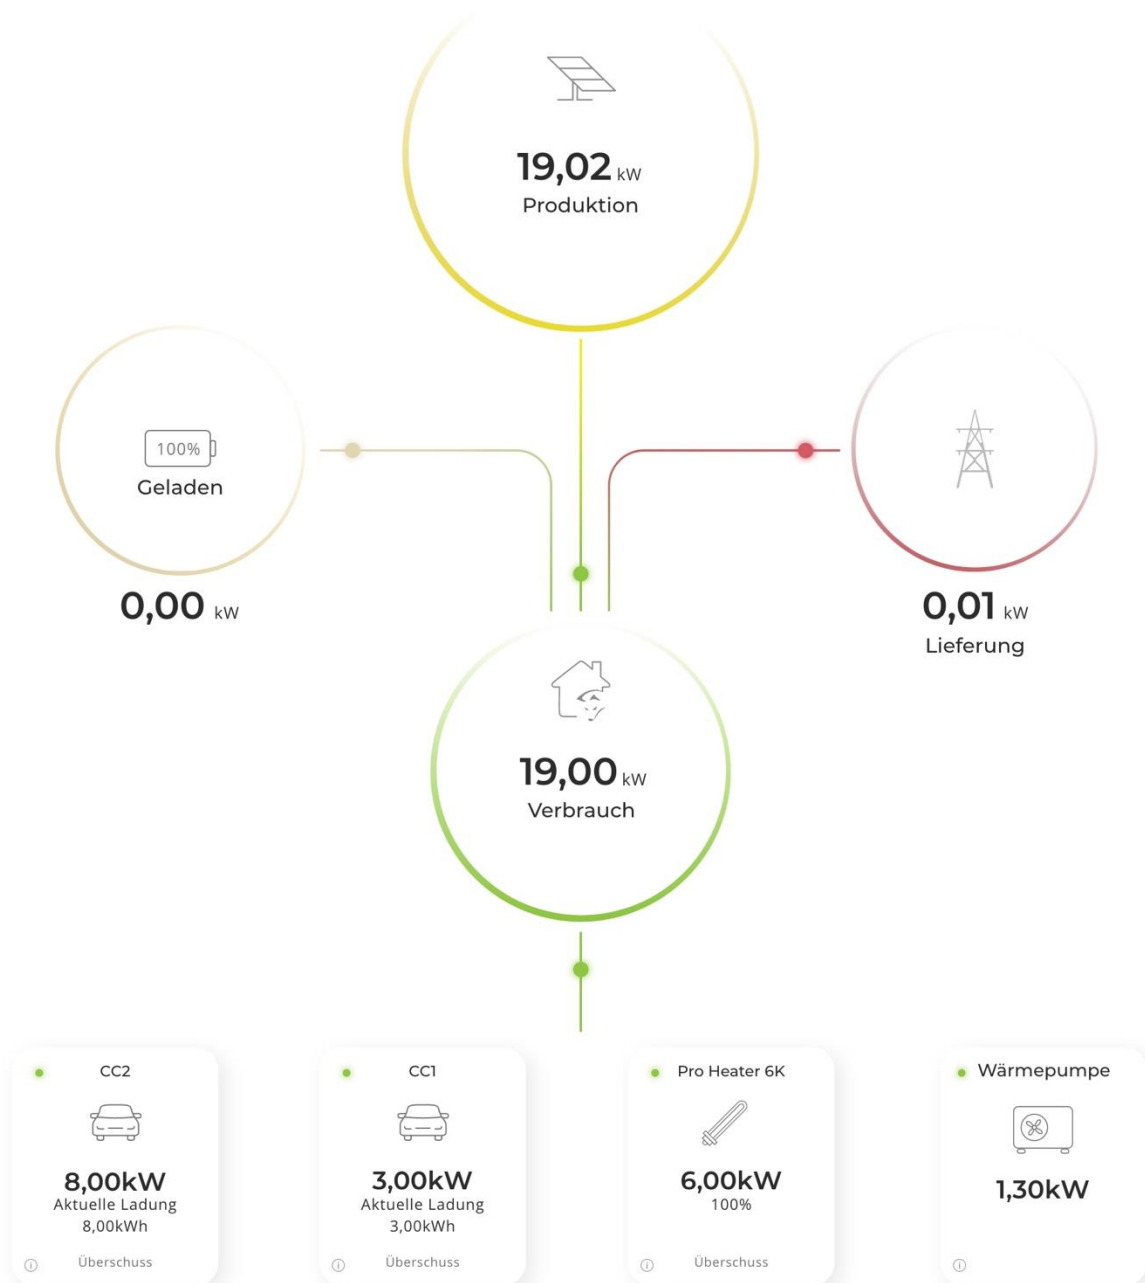 19,02 kW
Produktion
100%
Geladen
0,00 kW
0,01 kW
Lieferung
19,00 kW
Verbrauch
CC2
8,00kW
Aktuelle Ladung
8,00kWh
Überschuss
CC1
3,00kW
Aktuelle Ladung
3,00kWh
Überschuss
Pro Heater 6K
6,00kW
100%
Überschuss
Wärmepumpe
1,30kW